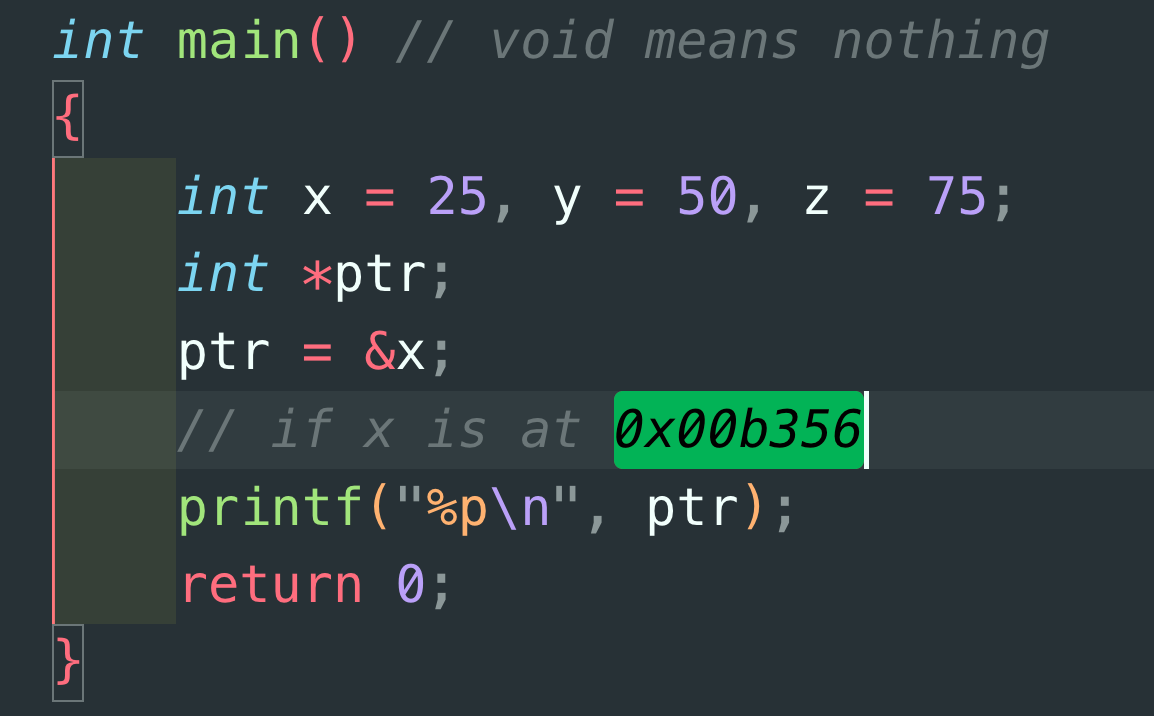 int main() // void means nothing
{
    int x = 25, y = 50, z = 75;
    int *ptr;
    ptr = &x;
    // if x is at 0x00b356
    printf("%p\n", ptr);
    return 0;
}